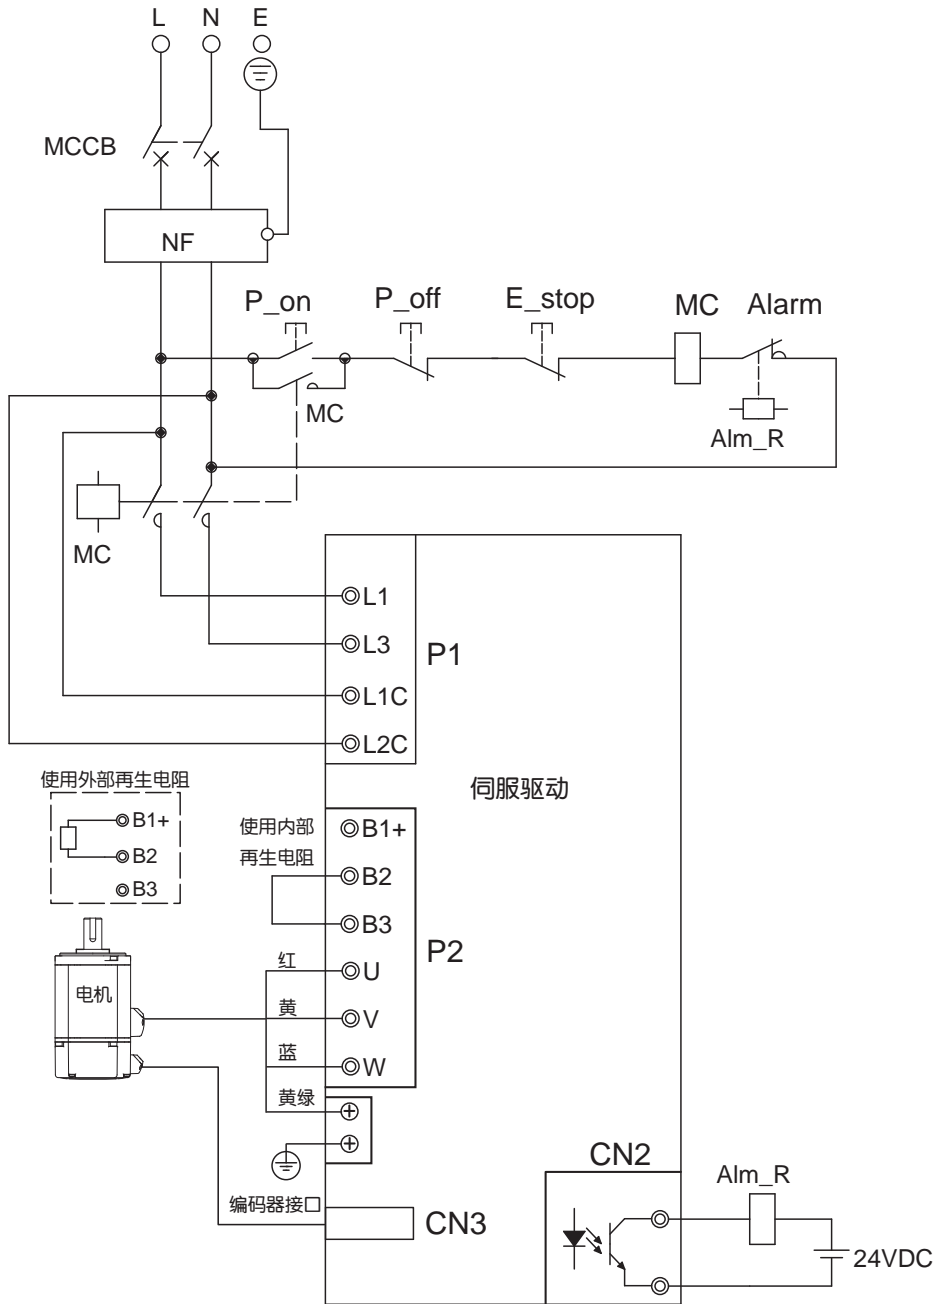 L N E
MCCB
NF
P_on P_off E_stop MC Alarm
MC
Alm_R
MC
L1
L3
P1
L1C
L2C
伺服驱动
使用外部再生电阻
B1+
B2
B3
使用内部
再生电阻
B1+
B2
B3
P2
红
U
电机
黄
V
蓝
W
黄绿
CN2
Alm_R
编码器接口
CN3
24VDC